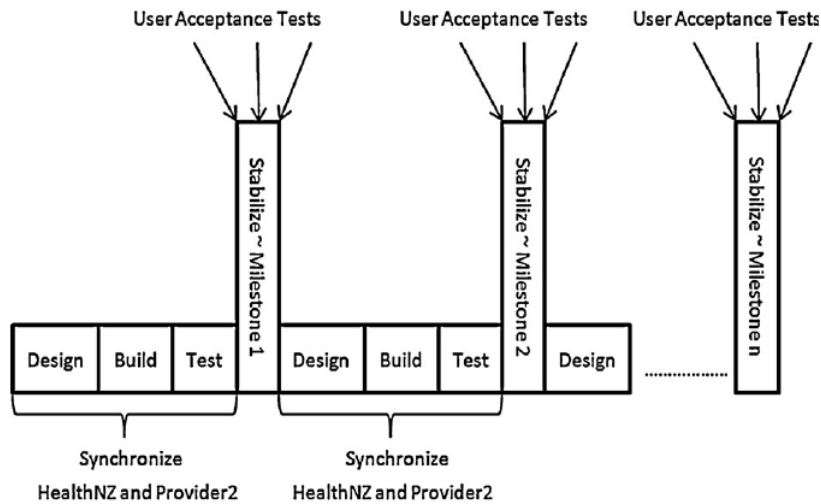 User Acceptance Tests
User Acceptance Tests
User Acceptance Tests
Stabilize ~ Milestone 1
Stabilize ~ Milestone 2
Stabilize ~ Milestone n
Design
Build
Test
Design
Build
Test
Design
...................
Synchronize
HealthNZ and Provider2
Synchronize
HealthNZ and Provider2